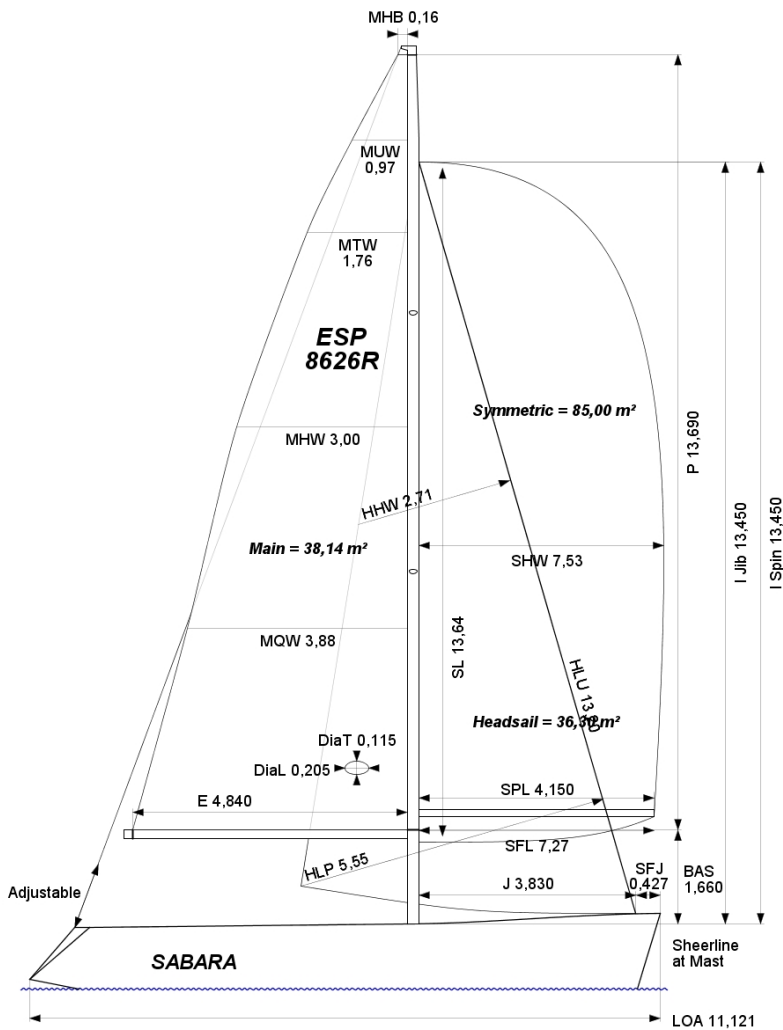 MHB 0,16
MUW
0,97
MTW
1,76
ESP
8626R
Symmetric = 85,00 m²
MHW 3,00
P 13,690
HHW 2,71
I Jib 13,450
I Spin 13,450
Main = 38,14 m²
SHW 7,53
MQW 3,88
SL 13,64
HLU
Headsail = m²
DiaT 0,115
DiaL 0,205
E 4,840
SPL 4,150
SFL 7,27
HLP 5,55
SFJ
0,427
BAS
1,660
J 3,830
Adjustable
SABARA
Sheerline
at Mast
LOA 11,121